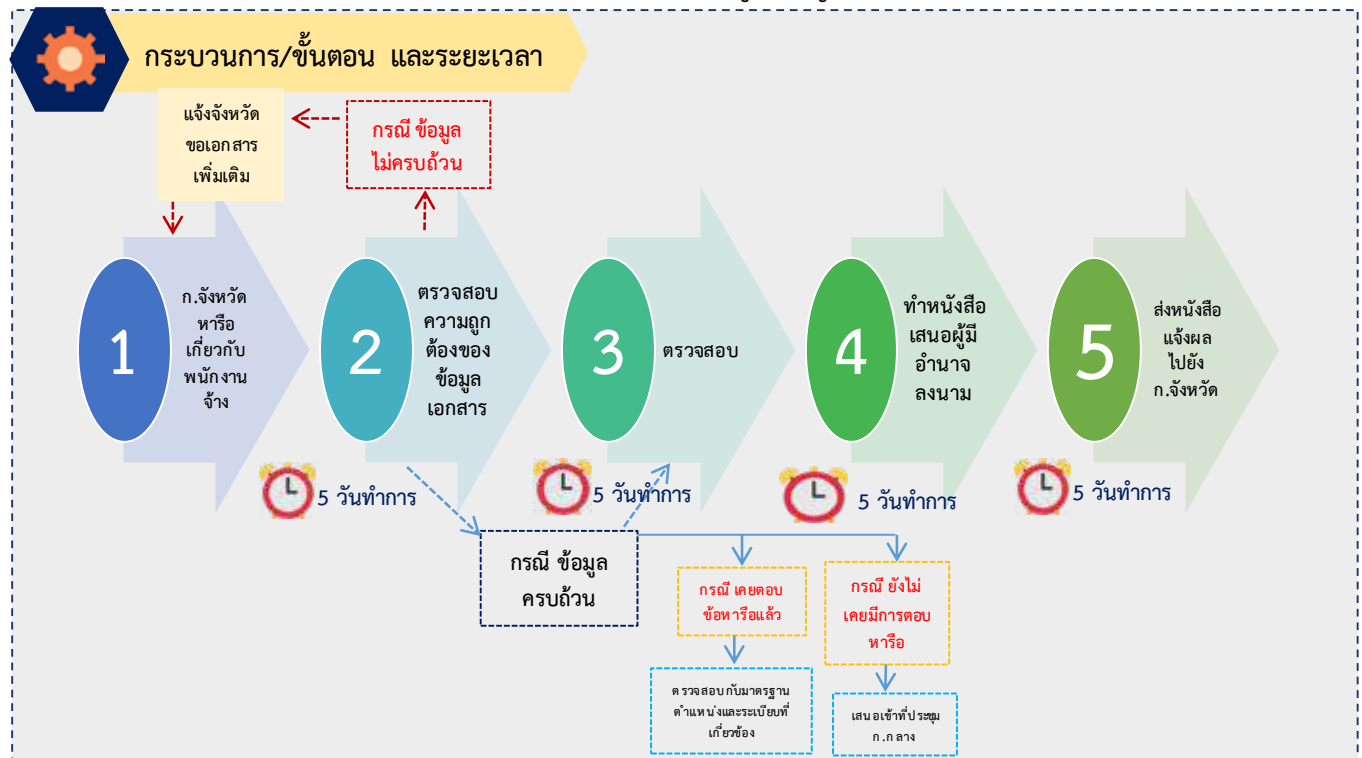 กระบวนการ/ขั้นตอน และระยะเวลา
แจ้งจังหวัด
ขอเอกสาร
เพิ่มเติม
กรณี ข้อมูล
ไม่ครบถ้วน
1
ก.จังหวัด
หารือ
เกี่ยวกับ
พนักงาน
จ้าง
2
ตรวจสอบ
ความถูก
ต้องของ
ข้อมูล
เอกสาร
3
ตรวจสอบ
4
ทำหนังสือ
เสนอผู้มี
อำนาจ
ลงนาม
5
ส่งหนังสือ
แจ้งผล
ไปยัง
ก.จังหวัด
5 วันทำการ
5 วันทำการ
5 วันทำการ
5 วันทำการ
กรณี ข้อมูล
ครบถ้วน
กรณี เคยตอบ
ข้อหารือแล้ว
กรณี ยังไม่
เคยมีการตอบ
หารือ
ตรวจสอบกับมาตรฐาน
ตำแหน่งและระเบียบที่
เกี่ยวข้อง
เสนอเข้าที่ประชุม
ก.กลาง